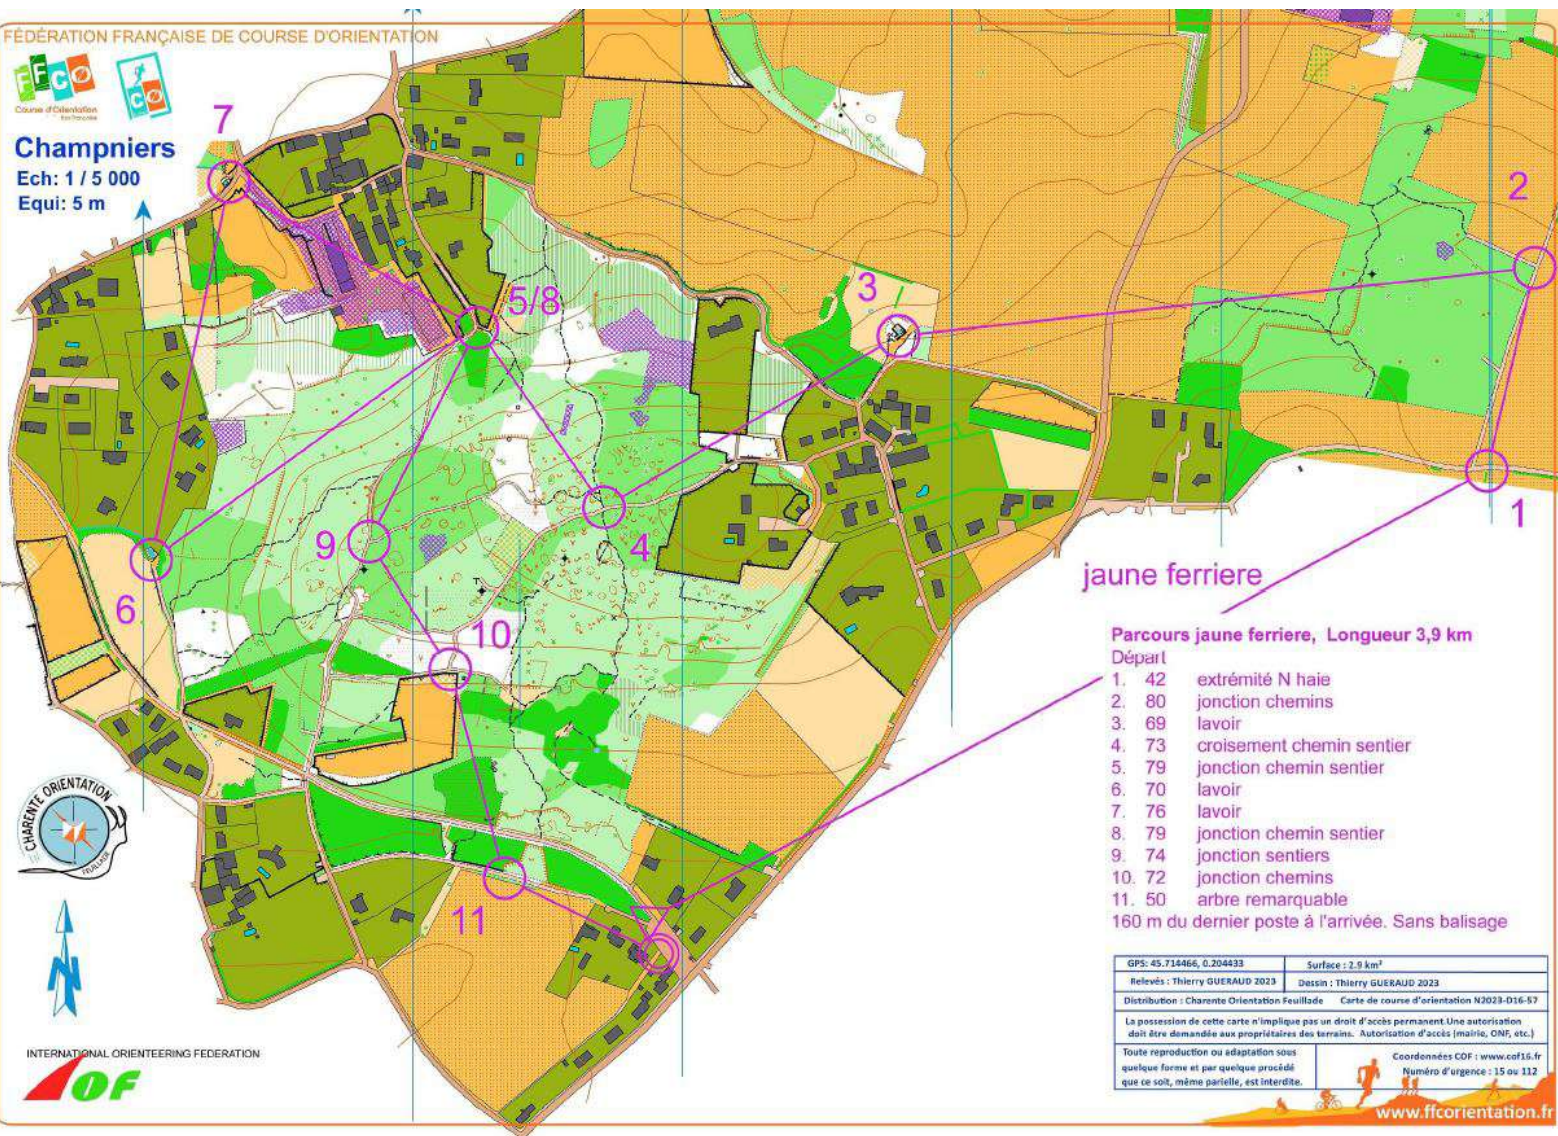 FÉDÉRATION FRANÇAISE DE COURSE D'ORIENTATION
FFCO
Course d'Orientation
CO
Champniers
Ech: 1 / 5 000
Equi: 5 m
7
2
3
5/8
9
4
1
6
10
11
jaune ferriere
Parcours jaune ferriere, Longueur 3,9 km
Départ
1. 42 extrémité N haie
2. 80 jonction chemins
3. 69 lavoir
4. 73 croisement chemin sentier
5. 79 jonction chemin sentier
6. 70 lavoir
7. 76 lavoir
8. 79 jonction chemin sentier
9. 74 jonction sentiers
10. 72 jonction chemins
11. 50 arbre remarquable
160 m du dernier poste à l'arrivée. Sans balisage
CHARENTE ORIENTATION
FEUILLADE
N
INTERNATIONAL ORIENTEERING FEDERATION
IOF
GPS: 45.714466, 0.204433 Surface : 2.9 km²
Relevés : Thierry GUERAUD 2023 Dessin : Thierry GUERAUD 2023
Distribution : Charente Orientation Feuillade Carte de course d'orientation N2023-D16-57
La possession de cette carte n'implique pas un droit d'accès permanent.Une autorisation
doit être demandée aux propriétaires des terrains. Autorisation d'accès (mairie, ONF, etc.)
Toute reproduction ou adaptation sous
quelque forme et par quelque procédé
que ce soit, même parielle, est interdite.
Coordonnées COF : www.cof16.fr
Numéro d'urgence : 15 ou 112
www.ffcorientation.fr